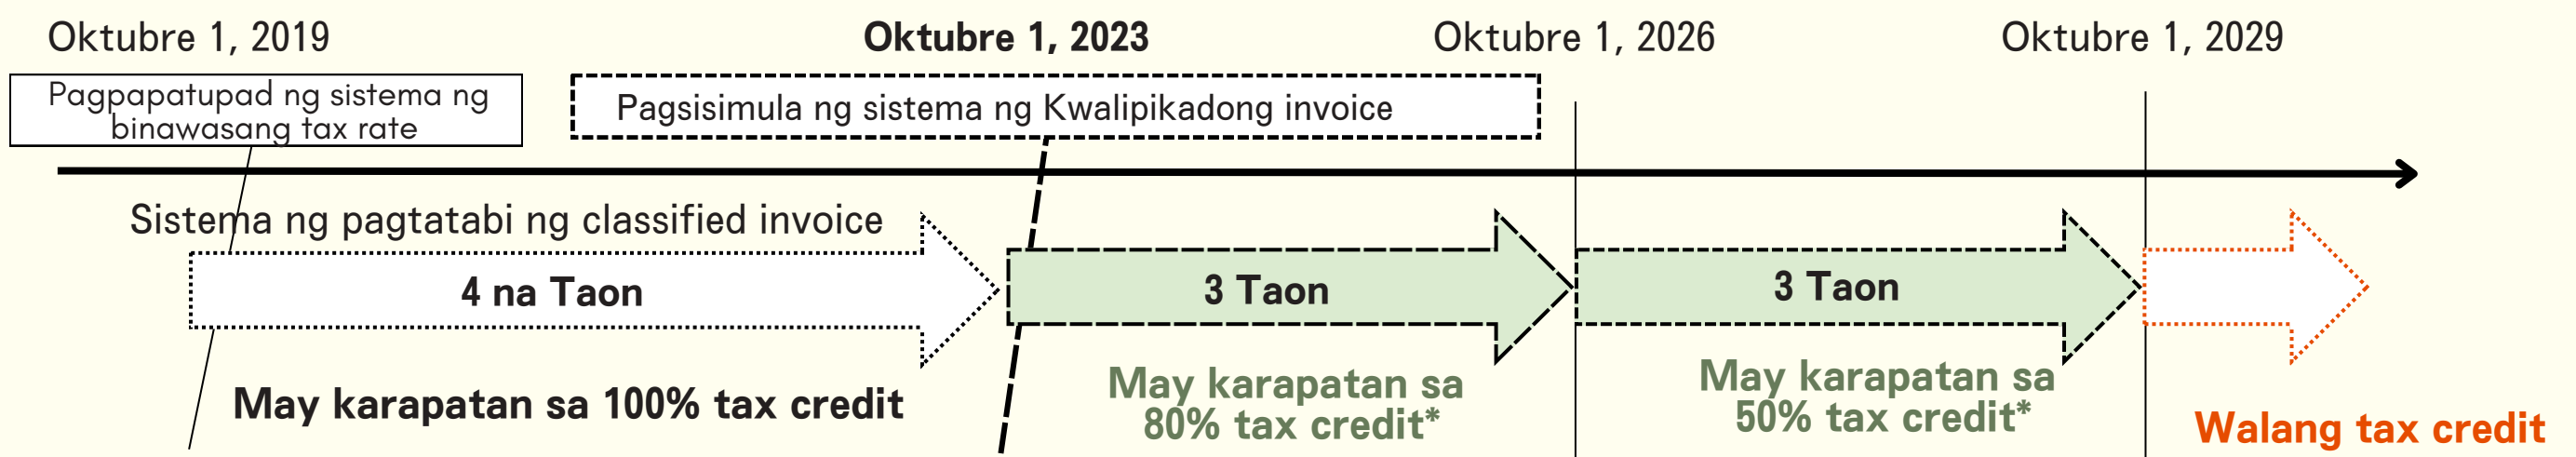 Oktubre 1, 2019
Oktubre 1, 2023
Oktubre 1, 2026
Oktubre 1, 2029
Pagpapatupad ng sistema ng
binawasang tax rate
Pagsisimula ng sistema ng Kwalipikadong invoice
Sistema ng pagtatabi ng classified invoice
4 na Taon
3 Taon
3 Taon
May karapatan sa 100% tax credit
May karapatan sa
80% tax credit*
May karapatan sa
50% tax credit*
Walang tax credit